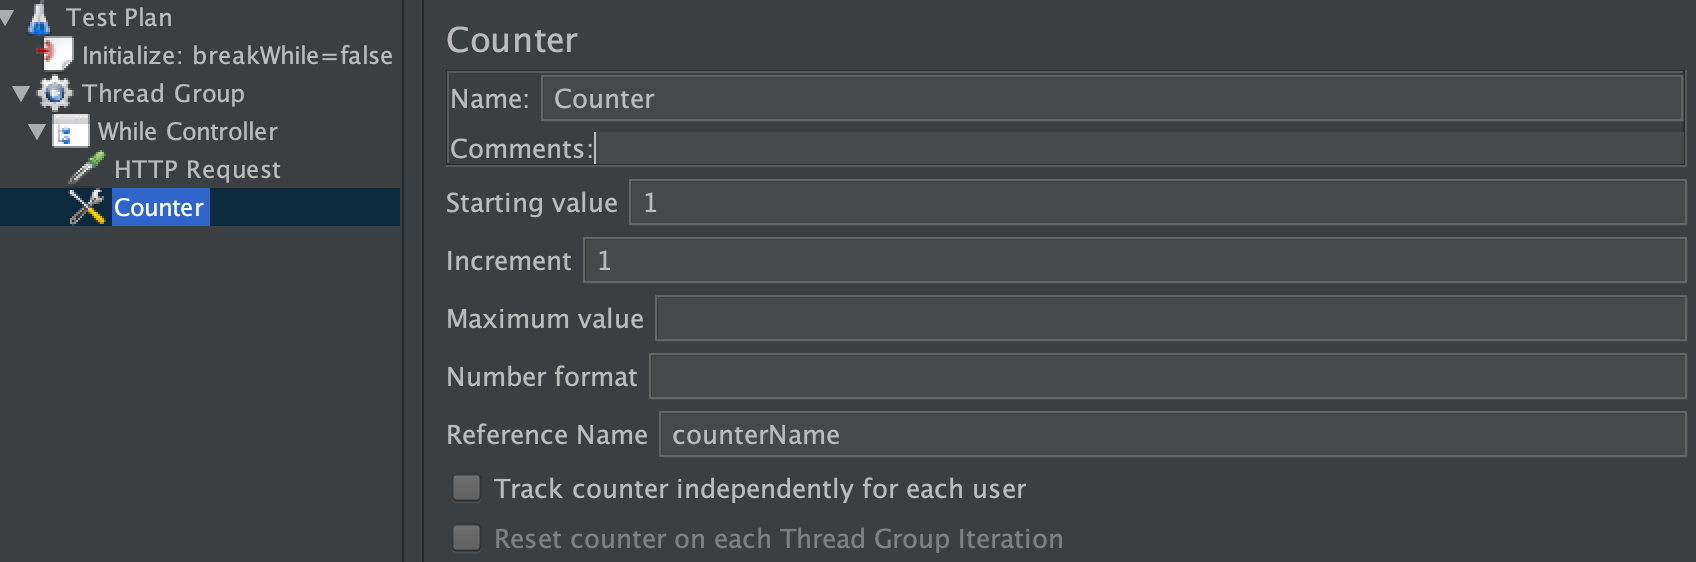 Test Plan
Initialize: breakWhile=false
Thread Group
While Controller
HTTP Request
Counter
Counter
Name: Counter
Comments:
Starting value 1
Increment 1
Maximum value
Number format
Reference Name counterName
Track counter independently for each user
Reset counter on each Thread Group Iteration